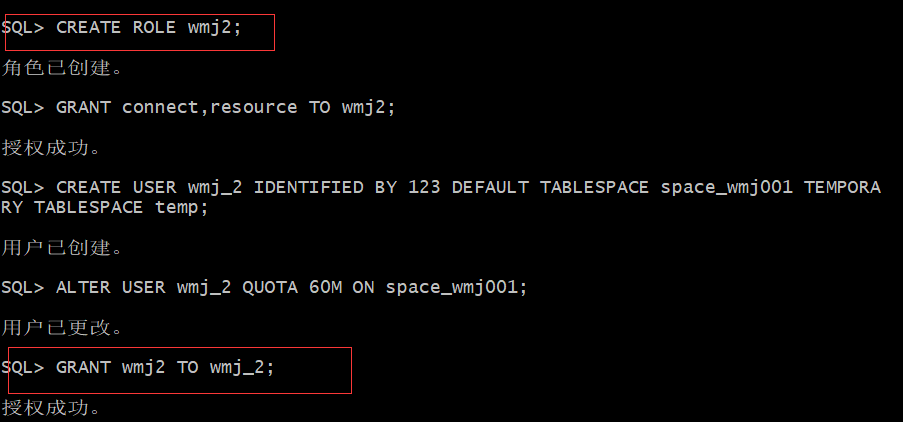 SQL> CREATE ROLE wmj2;
角色已创建。
SQL> GRANT connect,resource TO wmj2;
授权成功。
SQL> CREATE USER wmj_2 IDENTIFIED BY 123 DEFAULT TABLESPACE space_wmj001 TEMPORA
RY TABLESPACE temp;
用户已创建。
SQL> ALTER USER wmj_2 QUOTA 60M ON space_wmj001;
用户已更改。
SQL> GRANT wmj2 TO wmj_2;
授权成功。